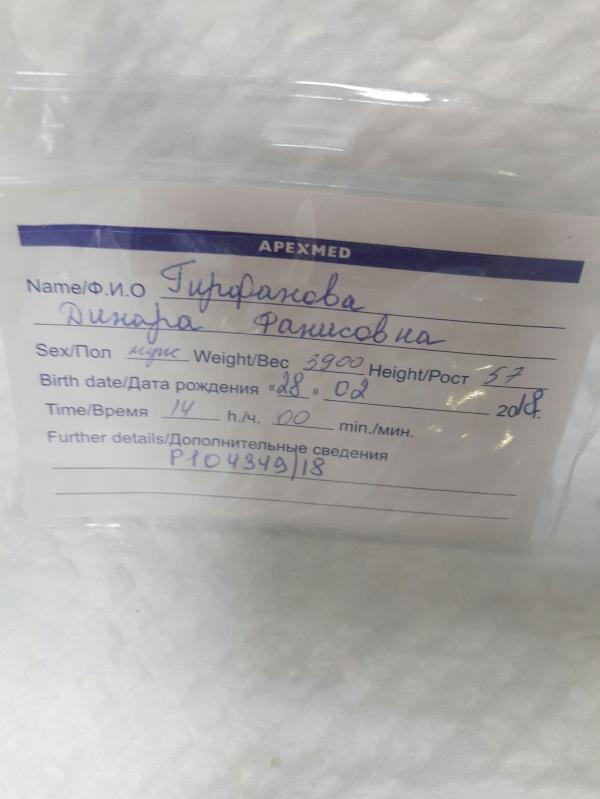 APEXMED
Name/Ф.И.О Гирфанова
Динара Фанисовна
Sex/Пол муж Weight/Вес 3900 Height/Рост 57
Birth date/Дата рождения «28» 02 2018г.
Time/Время 14 h./ч. 00 min./мин.
Further details/Дополнительные сведения
Р104349/18